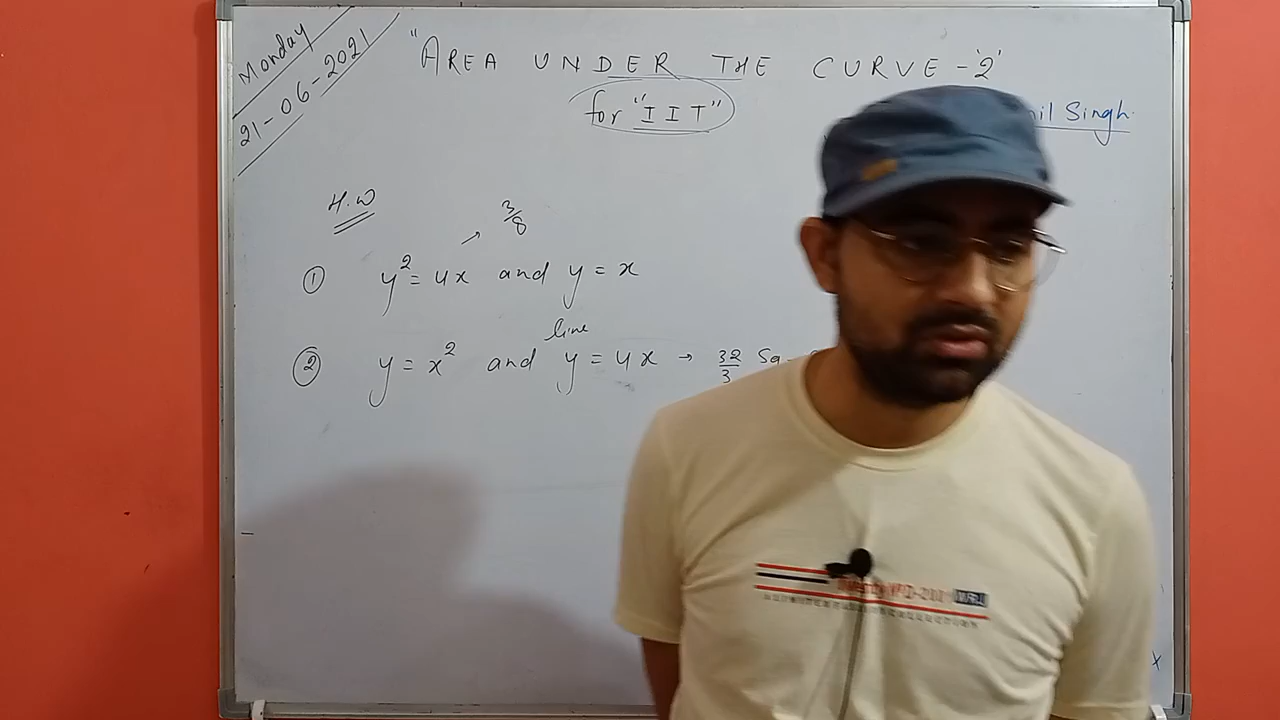 Monday
21-06-2021
"AREA UNDER THE CURVE - '2'
for "IIT"
Singh.
H.W
3/8
① y² = 4x and y = x
line
② y = x² and y = 4x → 32/3 Sq
x